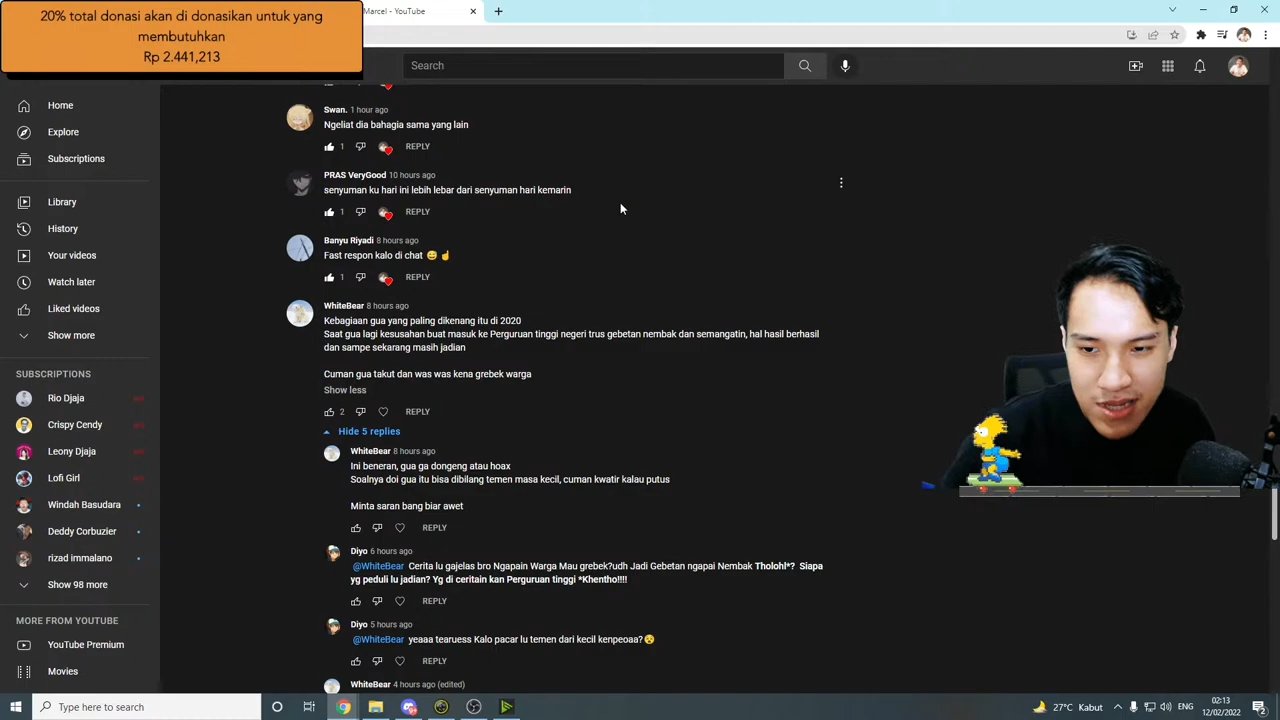 20% total donasi akan di donasikan untuk yang
membutuhkan
Rp 2.441,213
Marcel - YouTube
Search
Home
Explore
Subscriptions
Library
History
Your videos
Watch later
Liked videos
Show more
SUBSCRIPTIONS
Rio Djaja
Crispy Cendy
Leony Djaja
Lofi Girl
Windah Basudara
Deddy Corbuzier
rizad immalano
Show 98 more
MORE FROM YOUTUBE
YouTube Premium
Movies
Swan. 1 hour ago
Ngeliat dia bahagia sama yang lain
1 REPLY
PRAS VeryGood 10 hours ago
senyuman ku hari ini lebih lebar dari senyuman hari kemarin
1 REPLY
Banyu Riyadi 8 hours ago
Fast respon kalo di chat 😅☝
1 REPLY
WhiteBear 8 hours ago
Kebagiaan gua yang paling dikenang itu di 2020
Saat gua lagi kesusahan buat masuk ke Perguruan tinggi negeri trus gebetan nembak dan semangatin, hal hasil berhasil
dan sampe sekarang masih jadian
Cuman gua takut dan was was kena grebek warga
Show less
2 REPLY
Hide 5 replies
WhiteBear 8 hours ago
Ini beneran, gua ga dongeng atau hoax
Soalnya doi gua itu bisa dibilang temen masa kecil, cuman kwatir kalau putus
Minta saran bang biar awet
REPLY
Diyo 6 hours ago
@WhiteBear Cerita lu gajelas bro Ngapain Warga Mau grebek?udh Jadi Gebetan ngapai Nembak Tholohl*? Siapa
yg peduli lu jadian? Yg di ceritain kan Perguruan tinggi *Khentho!!!!
REPLY
Diyo 5 hours ago
@WhiteBear yeaaa tearuess Kalo pacar lu temen dari kecil kenpeoaa?😵
REPLY
WhiteBear 4 hours ago (edited)
Type here to search
27°C Kabut
ENG
02:13
12/02/2022
2